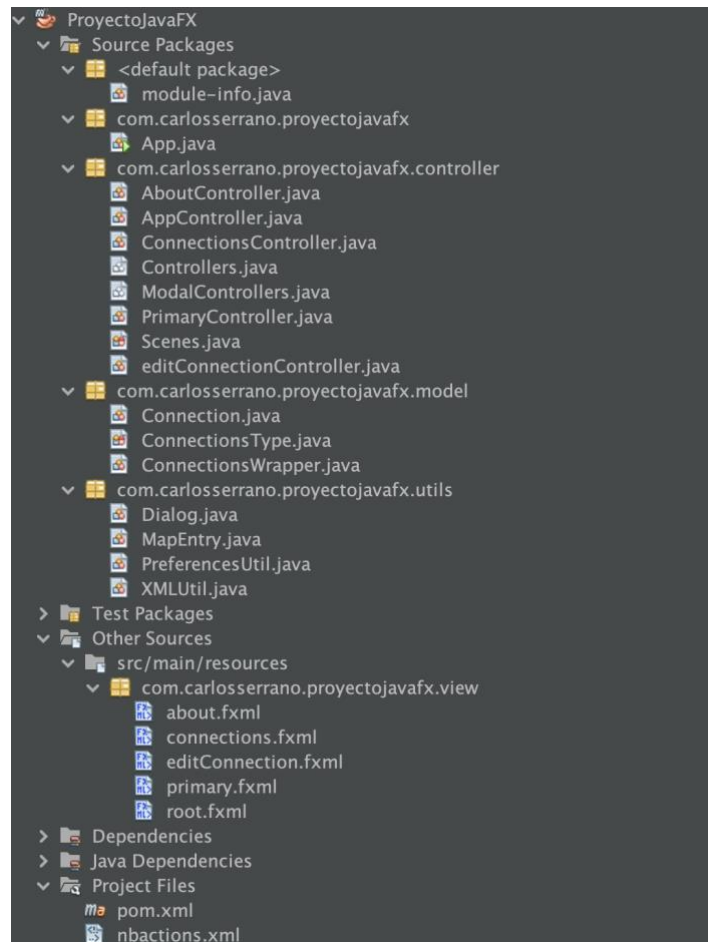 ProyectoJavaFX
Source Packages
<default package>
module-info.java
com.carlosserrano.proyectojavafx
App.java
com.carlosserrano.proyectojavafx.controller
AboutController.java
AppController.java
ConnectionsController.java
Controllers.java
ModalControllers.java
PrimaryController.java
Scenes.java
editConnectionController.java
com.carlosserrano.proyectojavafx.model
Connection.java
ConnectionsType.java
ConnectionsWrapper.java
com.carlosserrano.proyectojavafx.utils
Dialog.java
MapEntry.java
PreferencesUtil.java
XMLUtil.java
Test Packages
Other Sources
src/main/resources
com.carlosserrano.proyectojavafx.view
about.fxml
connections.fxml
editConnection.fxml
primary.fxml
root.fxml
Dependencies
Java Dependencies
Project Files
pom.xml
nbactions.xml